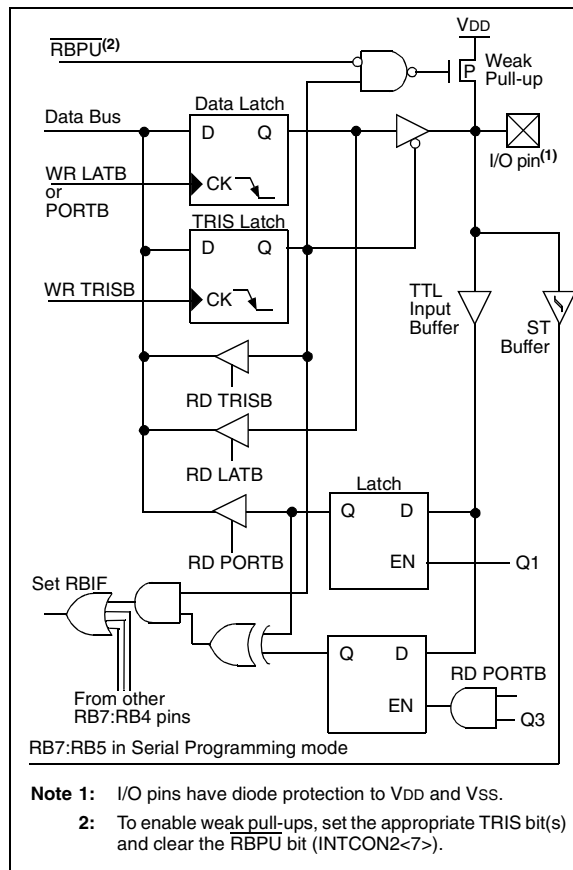 VDD
RBPU(2)
P
Weak
Pull-up
Data Bus
Data Latch
D Q
I/O pin(1)
WR LATB
or
PORTB
CK
TRIS Latch
D Q
WR TRISB
CK
TTL
Input
Buffer
ST
Buffer
RD TRISB
RD LATB
Latch
Q D
RD PORTB
EN
Q1
Set RBIF
Q D
RD PORTB
EN
Q3
From other
RB7:RB4 pins
RB7:RB5 in Serial Programming mode
Note 1: I/O pins have diode protection to VDD and VSS.
2: To enable weak pull-ups, set the appropriate TRIS bit(s)
and clear the RBPU bit (INTCON2<7>).